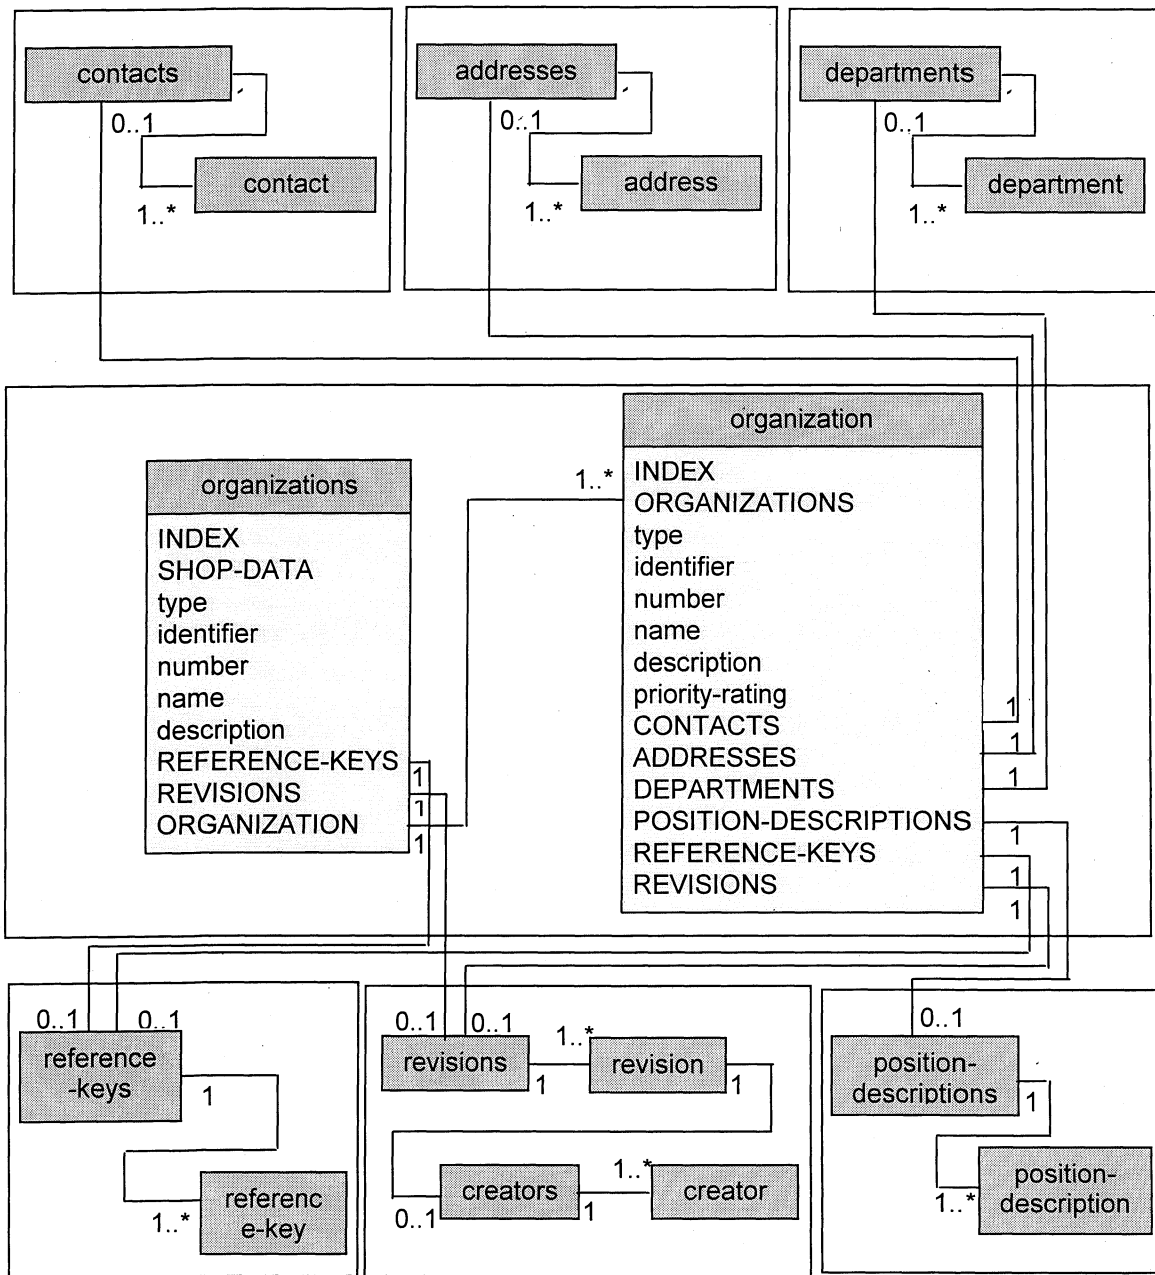 contacts
0..1
contact
1..*
addresses
0..1
address
1..*
departments
0..1
department
1..*
organizations
INDEX
SHOP-DATA
type
identifier
number
name
description
REFERENCE-KEYS
1
REVISIONS
1
ORGANIZATION
1
1..*
organization
INDEX
ORGANIZATIONS
type
identifier
number
name
description
priority-rating
1
CONTACTS
1
ADDRESSES
1
DEPARTMENTS
POSITION-DESCRIPTIONS
1
REFERENCE-KEYS
1
REVISIONS
1
0..1
0..1
reference
-keys
1
1..*
referenc
e-key
0..1
0..1
revisions
1
1..*
revision
1
0..1
creators
1
1..*
creator
0..1
position-
descriptions
1
1..*
position-
description